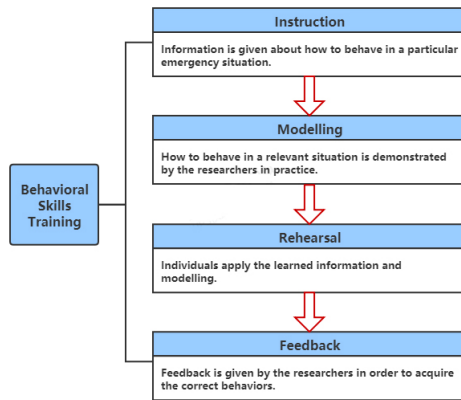 Instruction
Information is given about how to behave in a particular
emergency situation.
Modelling
How to behave in a relevant situation is demonstrated
by the researchers in practice.
Behavioral
Skills
Training
Rehearsal
Individuals apply the learned information and
modelling.
Feedback
Feedback is given by the researchers in order to acquire
the correct behaviors.